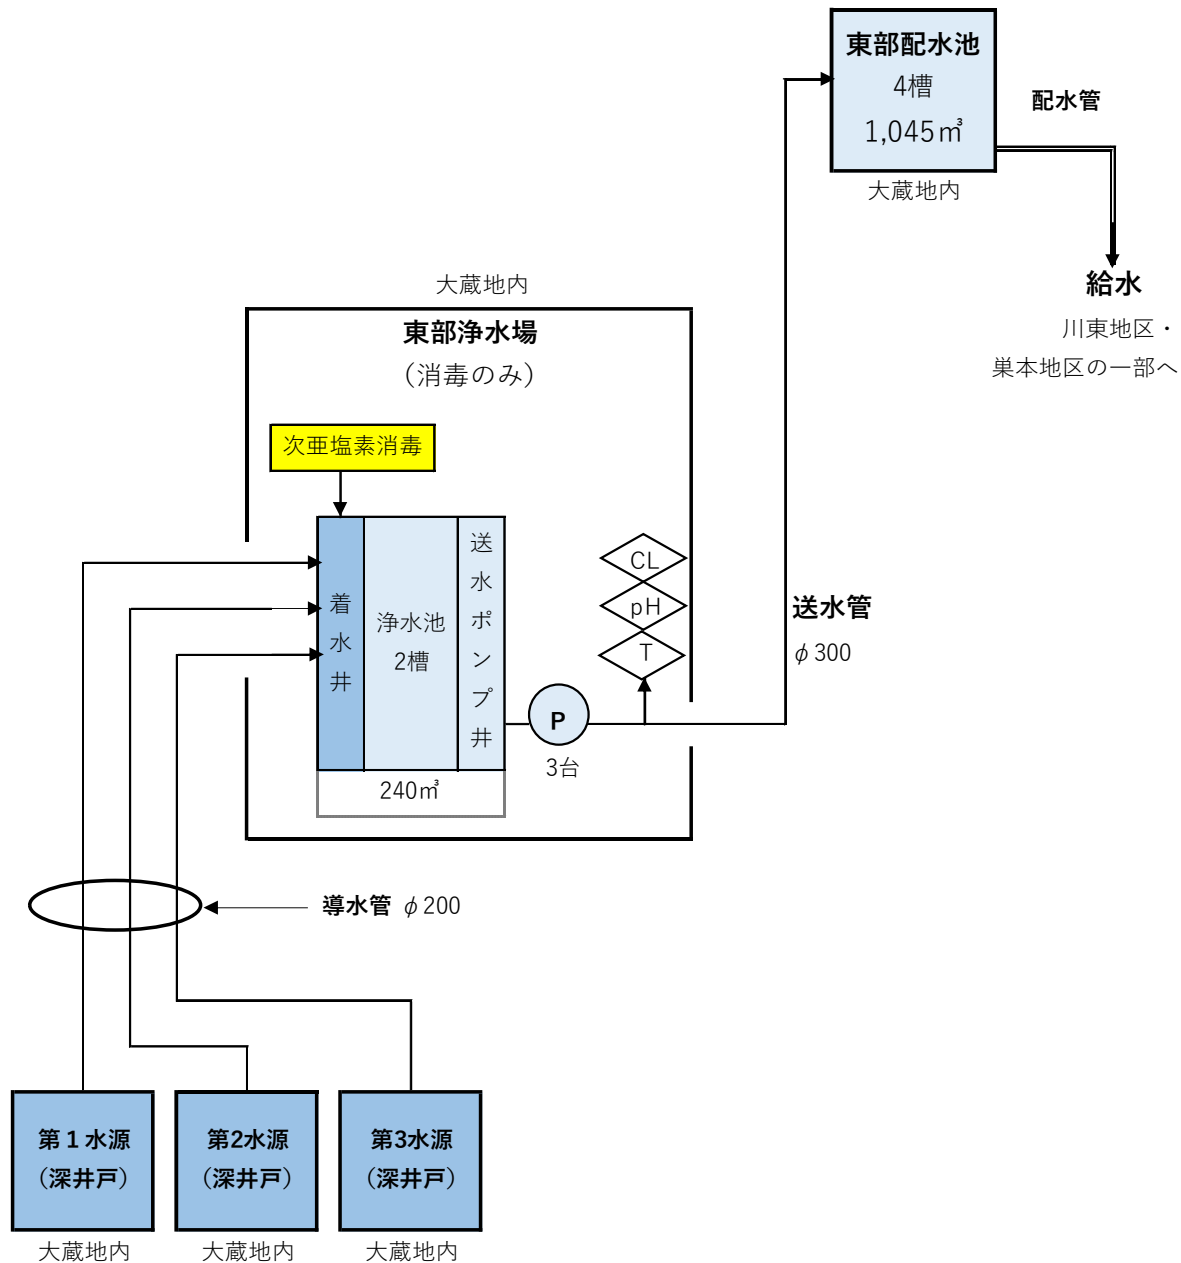 東部配水池
4槽
1,045㎥
大蔵地内
配水管
給水
川東地区・
巣本地区の一部へ
大蔵地内
東部浄水場
（消毒のみ）
次亜塩素消毒
着水井
浄水池
2槽
送水ポンプ井
240㎥
P
3台
CL
pH
T
送水管
φ300
導水管 φ200
第１水源
（深井戸）
大蔵地内
第2水源
（深井戸）
大蔵地内
第3水源
（深井戸）
大蔵地内